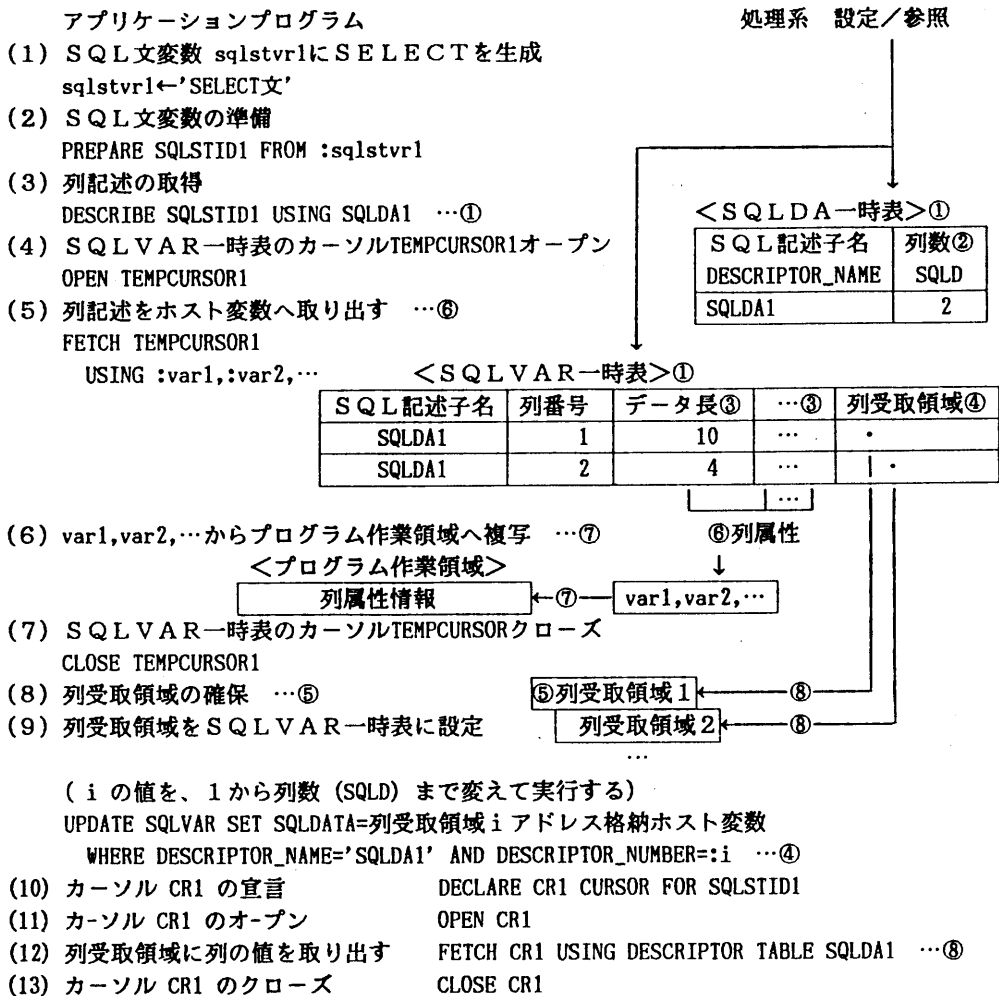 アプリケーションプログラム
処理系 設定／参照
(1) ＳＱＬ文変数 sqlstvr1にＳＥＬＥＣＴを生成
sqlstvr1←'SELECT文'
(2) ＳＱＬ文変数の準備
PREPARE SQLSTID1 FROM :sqlstvr1
(3) 列記述の取得
DESCRIBE SQLSTID1 USING SQLDA1 …①
＜ＳＱＬＤＡ一時表＞①
ＳＱＬ記述子名 列数②
DESCRIPTOR_NAME SQLD
SQLDA1 2
(4) ＳＱＬＶＡＲ一時表のカーソルTEMPCURSOR1オープン
OPEN TEMPCURSOR1
(5) 列記述をホスト変数へ取り出す …⑥
FETCH TEMPCURSOR1
USING :var1,:var2,…
＜ＳＱＬＶＡＲ一時表＞①
ＳＱＬ記述子名 列番号 データ長③ …③ 列受取領域④
SQLDA1 1 10 … ・
SQLDA1 2 4 … ・
…
(6) var1,var2,…からプログラム作業領域へ複写 …⑦
⑥列属性
＜プログラム作業領域＞
列属性情報 ←⑦ var1,var2,…
(7) ＳＱＬＶＡＲ一時表のカーソルTEMPCURSORクローズ
CLOSE TEMPCURSOR1
(8) 列受取領域の確保 …⑤
⑤列受取領域１ ⑧
(9) 列受取領域をＳＱＬＶＡＲ一時表に設定
列受取領域２ ⑧
…
(ｉの値を、１から列数 (SQLD) まで変えて実行する)
UPDATE SQLVAR SET SQLDATA=列受取領域ｉアドレス格納ホスト変数
WHERE DESCRIPTOR_NAME='SQLDA1' AND DESCRIPTOR_NUMBER=:i …④
(10) カーソル CR1 の宣言 DECLARE CR1 CURSOR FOR SQLSTID1
(11) カーソル CR1 のオープン OPEN CR1
(12) 列受取領域に列の値を取り出す FETCH CR1 USING DESCRIPTOR TABLE SQLDA1 …⑧
(13) カーソル CR1 のクローズ CLOSE CR1